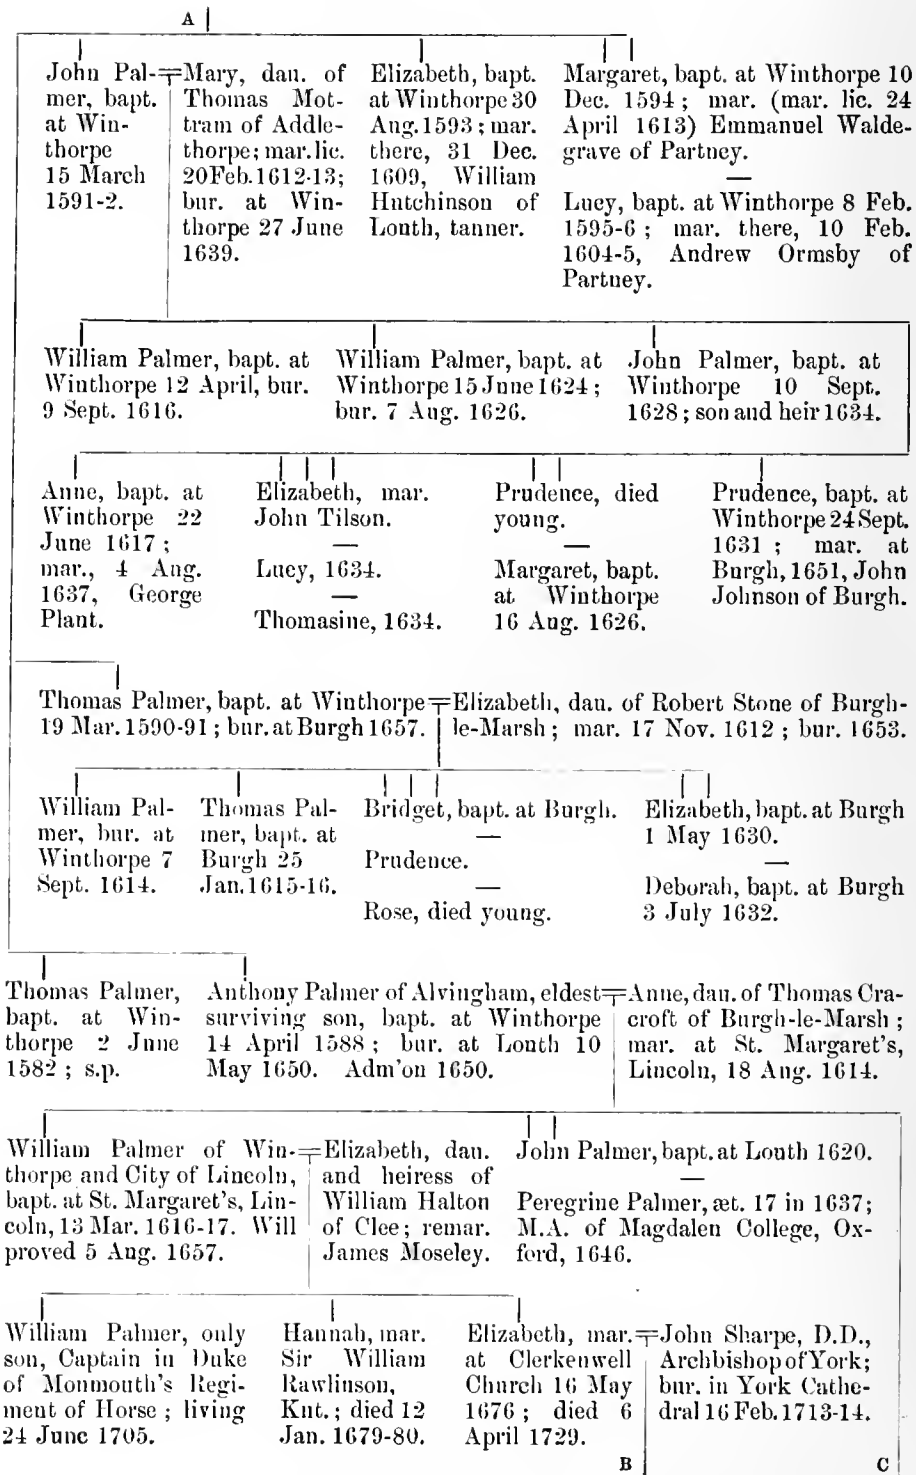 A
John Pal-
mer, bapt.
at Win-
thorpe
15 March
1591-2.
Mary, dau. of
Thomas Mot-
tram of Addle-
thorpe; mar. lic.
20 Feb. 1612-13;
bur. at Win-
thorpe 27 June
1639.
Elizabeth, bapt.
at Winthorpe 30
Aug. 1593; mar.
there, 31 Dec.
1609, William
Hutchinson of
Louth, tanner.
Margaret, bapt. at Winthorpe 10
Dec. 1594; mar. (mar. lic. 24
April 1613) Emmanuel Walde-
grave of Partney.
—
Lucy, bapt. at Winthorpe 8 Feb.
1595-6; mar. there, 10 Feb.
1604-5, Andrew Ormsby of
Partney.
William Palmer, bapt. at
Winthorpe 12 April, bur.
9 Sept. 1616.
William Palmer, bapt. at
Winthorpe 15 June 1624;
bur. 7 Aug. 1626.
John Palmer, bapt. at
Winthorpe 10 Sept.
1628; son and heir 1634.
Anne, bapt. at
Winthorpe 22
June 1617;
mar., 4 Aug.
1637, George
Plant.
Elizabeth, mar.
John Tilson.
—
Lucy, 1634.
—
Thomasine, 1634.
Prudence, died
young.
—
Margaret, bapt.
at Winthorpe
16 Aug. 1626.
Prudence, bapt. at
Winthorpe 24 Sept.
1631; mar. at
Burgh, 1651, John
Johnson of Burgh.
Thomas Palmer, bapt. at Winthorpe
19 Mar. 1590-91; bur. at Burgh 1657.
Elizabeth, dau. of Robert Stone of Burgh-
le-Marsh; mar. 17 Nov. 1612; bur. 1653.
William Pal-
mer, bur. at
Winthorpe 7
Sept. 1614.
Thomas Pal-
mer, bapt. at
Burgh 25
Jan. 1615-16.
Bridget, bapt. at Burgh.
—
Prudence.
—
Rose, died young.
Elizabeth, bapt. at Burgh
1 May 1630.
—
Deborah, bapt. at Burgh
3 July 1632.
Thomas Palmer,
bapt. at Win-
thorpe 2 June
1582; s.p.
Anthony Palmer of Alvingham, eldest
surviving son, bapt. at Winthorpe
14 April 1588; bur. at Louth 10
May 1650. Adm'on 1650.
Anne, dau. of Thomas Cra-
croft of Burgh-le-Marsh;
mar. at St. Margaret's,
Lincoln, 18 Aug. 1614.
William Palmer of Win-
thorpe and City of Lincoln,
bapt. at St. Margaret's, Lin-
coln, 13 Mar. 1616-17. Will
proved 5 Aug. 1657.
Elizabeth, dau.
and heiress of
William Halton
of Clee; remar.
James Moseley.
John Palmer, bapt. at Louth 1620.
—
Peregrine Palmer, æt. 17 in 1637;
M.A. of Magdalen College, Ox-
ford, 1646.
William Palmer, only
son, Captain in Duke
of Monmouth's Regi-
ment of Horse; living
24 June 1705.
Hannah, mar.
Sir William
Rawlinson,
Knt.; died 12
Jan. 1679-80.
Elizabeth, mar.
at Clerkenwell
Church 16 May
1676; died 6
April 1729.
John Sharpe, D.D.,
Archbishop of York;
bur. in York Cathe-
dral 16 Feb. 1713-14.
B
C